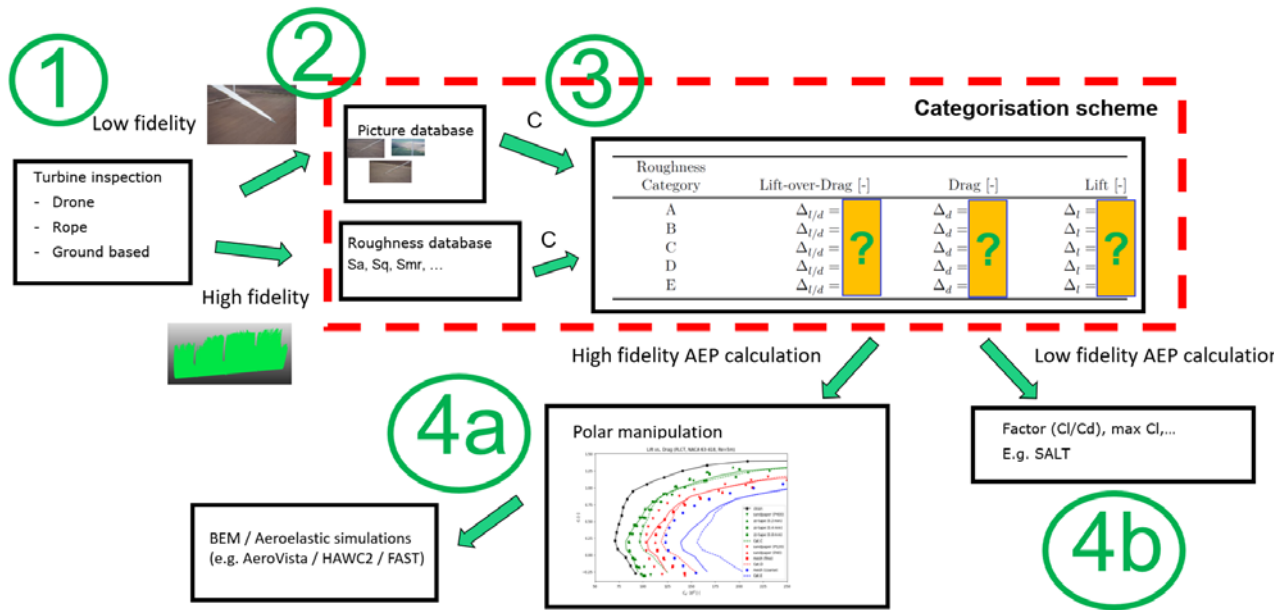 1
2
3
Low fidelity
Turbine inspection
- Drone
- Rope
- Ground based
High fidelity
Picture database
C
Roughness database
Sa, Sq, Smr, ...
C
Categorisation scheme
Roughness
Category Lift-over-Drag [-] Drag [-] Lift [-]
A Δl/d = Δd = Δl =
B Δl/d = Δd = Δl =
C Δl/d = ? Δd = ? Δl = ?
D Δl/d = Δd = Δl =
E Δl/d = Δd = Δl =
High fidelity AEP calculation
Low fidelity AEP calculation
4a
Polar manipulation
BEM / Aeroelastic simulations
(e.g. AeroVista / HAWC2 / FAST)
Factor (Cl/Cd), max Cl,...
E.g. SALT
4b